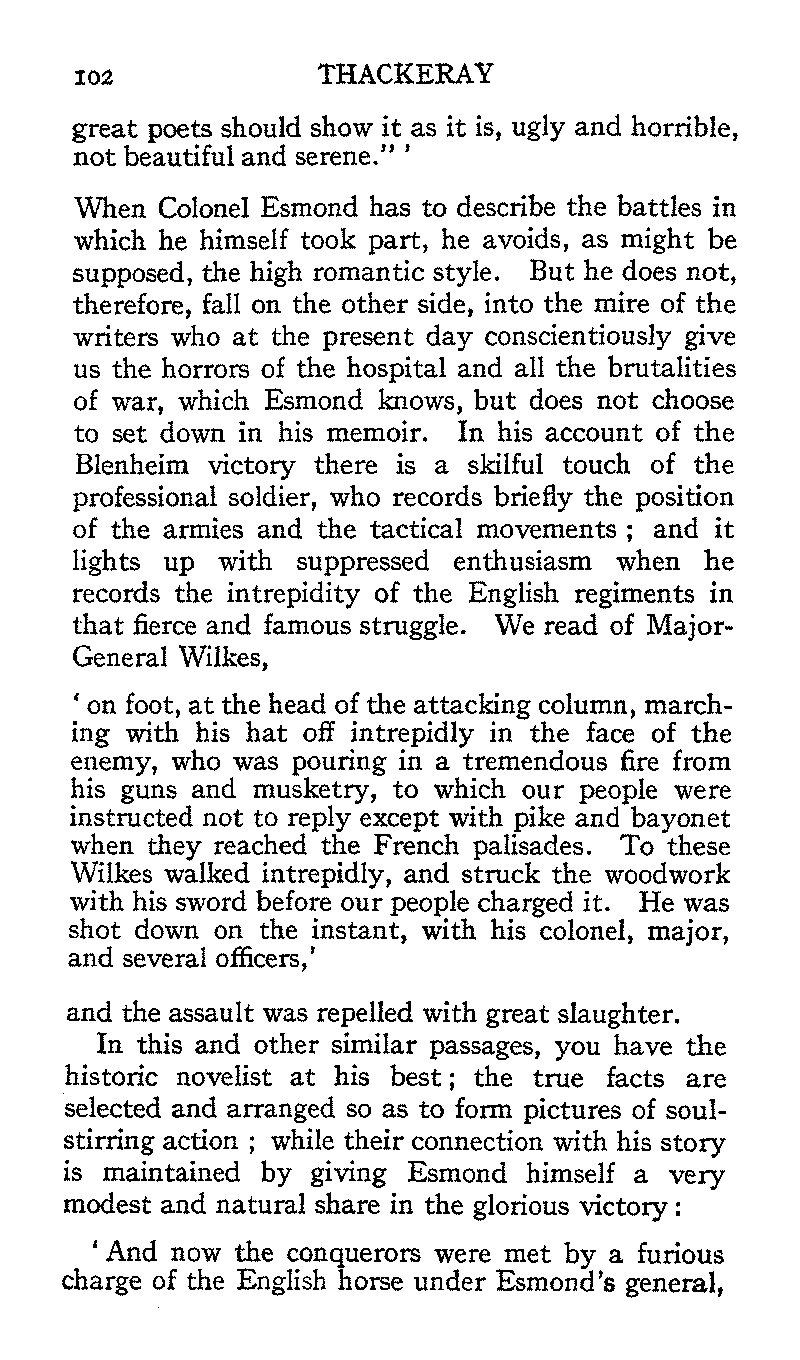 102 THACKERAY
great poets should show it as it is, ugly and horrible,
not beautiful and serene.” ’
When Colonel Esmond has to describe the battles in
which he himself took part, he avoids, as might be
supposed, the high romantic style. But he does not,
therefore, fall on the other side, into the mire of the
writers who at the present day conscientiously give
us the horrors of the hospital and all the brutalities
of war, which Esmond knows, but does not choose
to set down in his memoir. In his account of the
Blenheim victory there is a skilful touch of the
professional soldier, who records briefly the position
of the armies and the tactical movements ; and it
lights up with suppressed enthusiasm when he
records the intrepidity of the English regiments in
that fierce and famous struggle. We read of Major-
General Wilkes,
‘ on foot, at the head of the attacking column, march-
ing with his hat off intrepidly in the face of the
enemy, who was pouring in a tremendous fire from
his guns and musketry, to which our people were
instructed not to reply except with pike and bayonet
when they reached the French palisades. To these
Wilkes walked intrepidly, and struck the woodwork
with his sword before our people charged it. He was
shot down on the instant, with his colonel, major,
and several officers,’
and the assault was repelled with great slaughter.
In this and other similar passages, you have the
historic novelist at his best ; the true facts are
selected and arranged so as to form pictures of soul-
stirring action ; while their connection with his story
is maintained by giving Esmond himself a very
modest and natural share in the glorious victory :
‘ And now the conquerors were met by a furious
charge of the English horse under Esmond’s general,